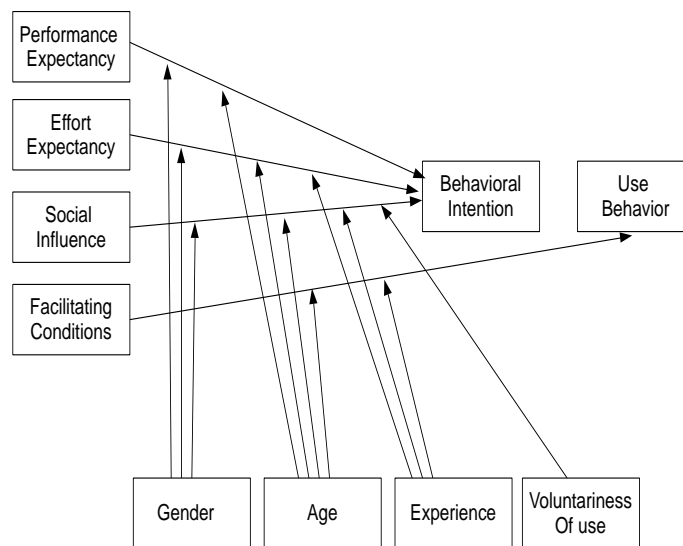 Performance
Expectancy
Effort
Expectancy
Social
Influence
Facilitating
Conditions
Behavioral
Intention
Use
Behavior
Gender
Age
Experience
Voluntariness
Of use